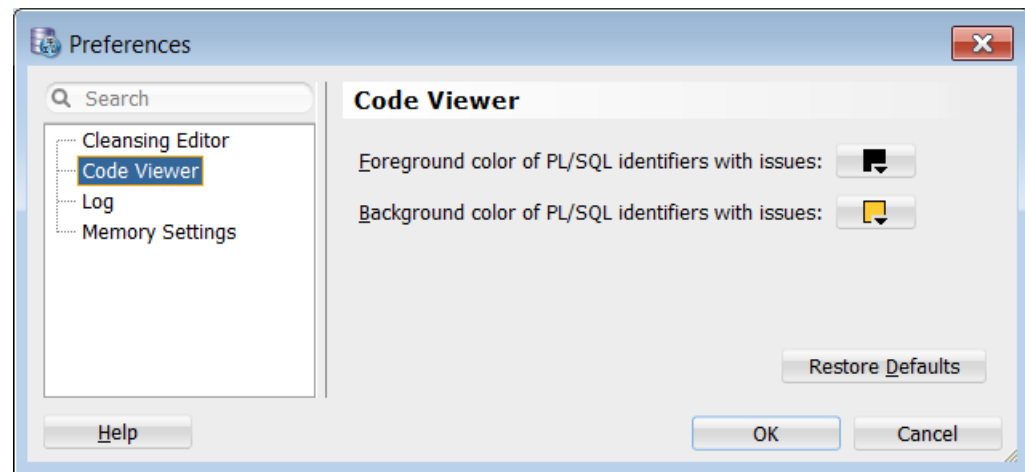 Preferences
Search
Cleansing Editor
Code Viewer
Log
Memory Settings
Code Viewer
Foreground color of PL/SQL identifiers with issues:
Background color of PL/SQL identifiers with issues:
Restore Defaults
Help
OK
Cancel